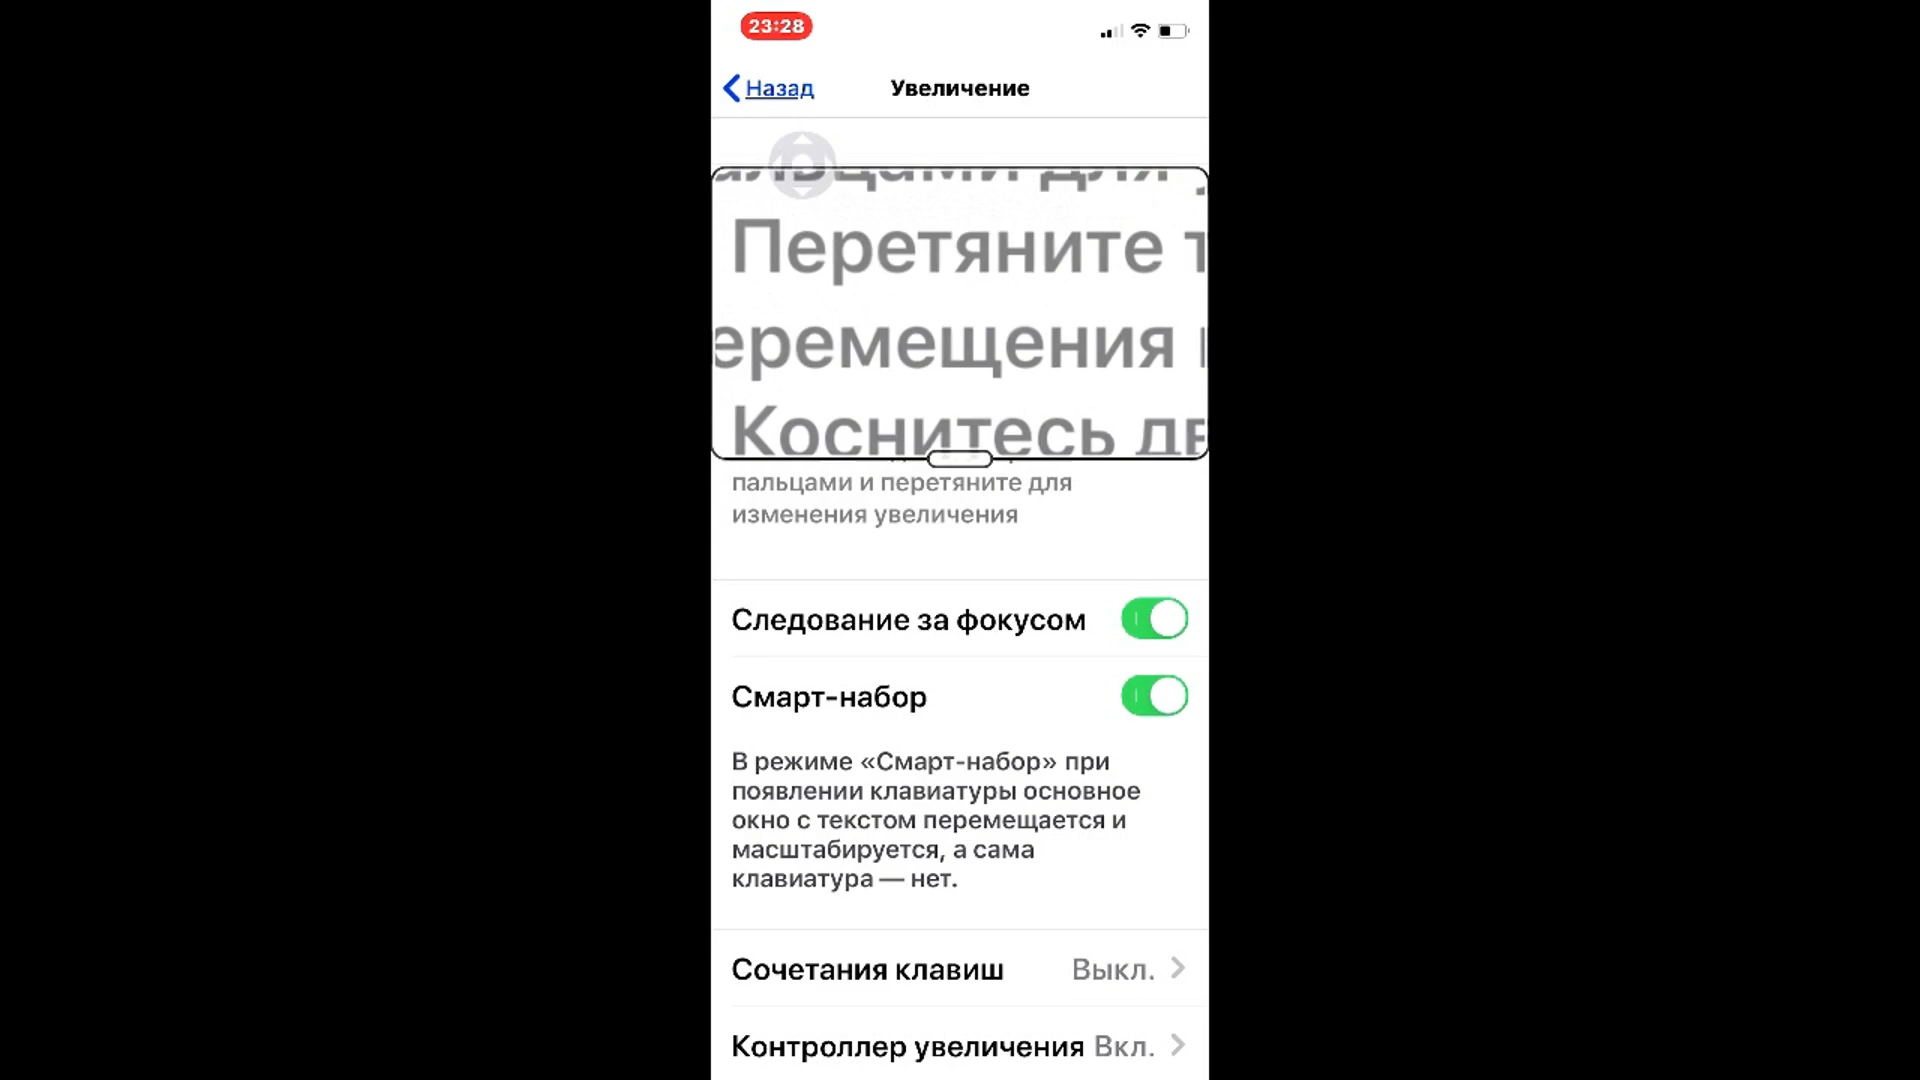 23:28
Назад
Увеличение
Перетяните
еремещения
Коснитесь
пальцами и перетяните для
изменения увеличения
Следование за фокусом
Смарт-набор
В режиме «Смарт-набор» при
появлении клавиатуры основное
окно с текстом перемещается и
масштабируется, а сама
клавиатура — нет.
Сочетания клавиш Выкл.
Контроллер увеличения Вкл.